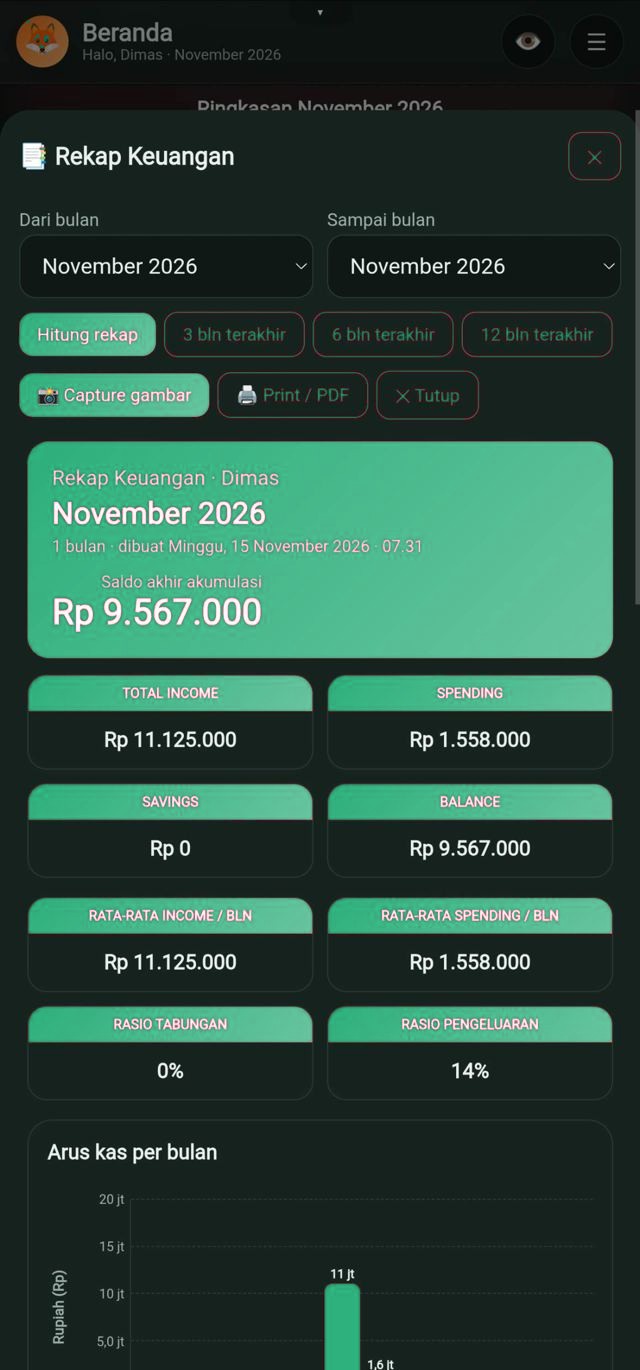 Beranda
Halo, Dimas · November 2026
Ringkasan November 2026
Rekap Keuangan
Dari bulan
Sampai bulan
November 2026
November 2026
Hitung rekap
3 bln terakhir
6 bln terakhir
12 bln terakhir
Capture gambar
Print / PDF
Tutup
Rekap Keuangan · Dimas
November 2026
1 bulan · dibuat Minggu, 15 November 2026 · 07.31
Saldo akhir akumulasi
Rp 9.567.000
TOTAL INCOME
SPENDING
Rp 11.125.000
Rp 1.558.000
SAVINGS
BALANCE
Rp 0
Rp 9.567.000
RATA-RATA INCOME / BLN
RATA-RATA SPENDING / BLN
Rp 11.125.000
Rp 1.558.000
RASIO TABUNGAN
RASIO PENGELUARAN
0%
14%
Arus kas per bulan
20 jt
15 jt
11 jt
10 jt
Rupiah (Rp)
5,0 jt
1,6 jt